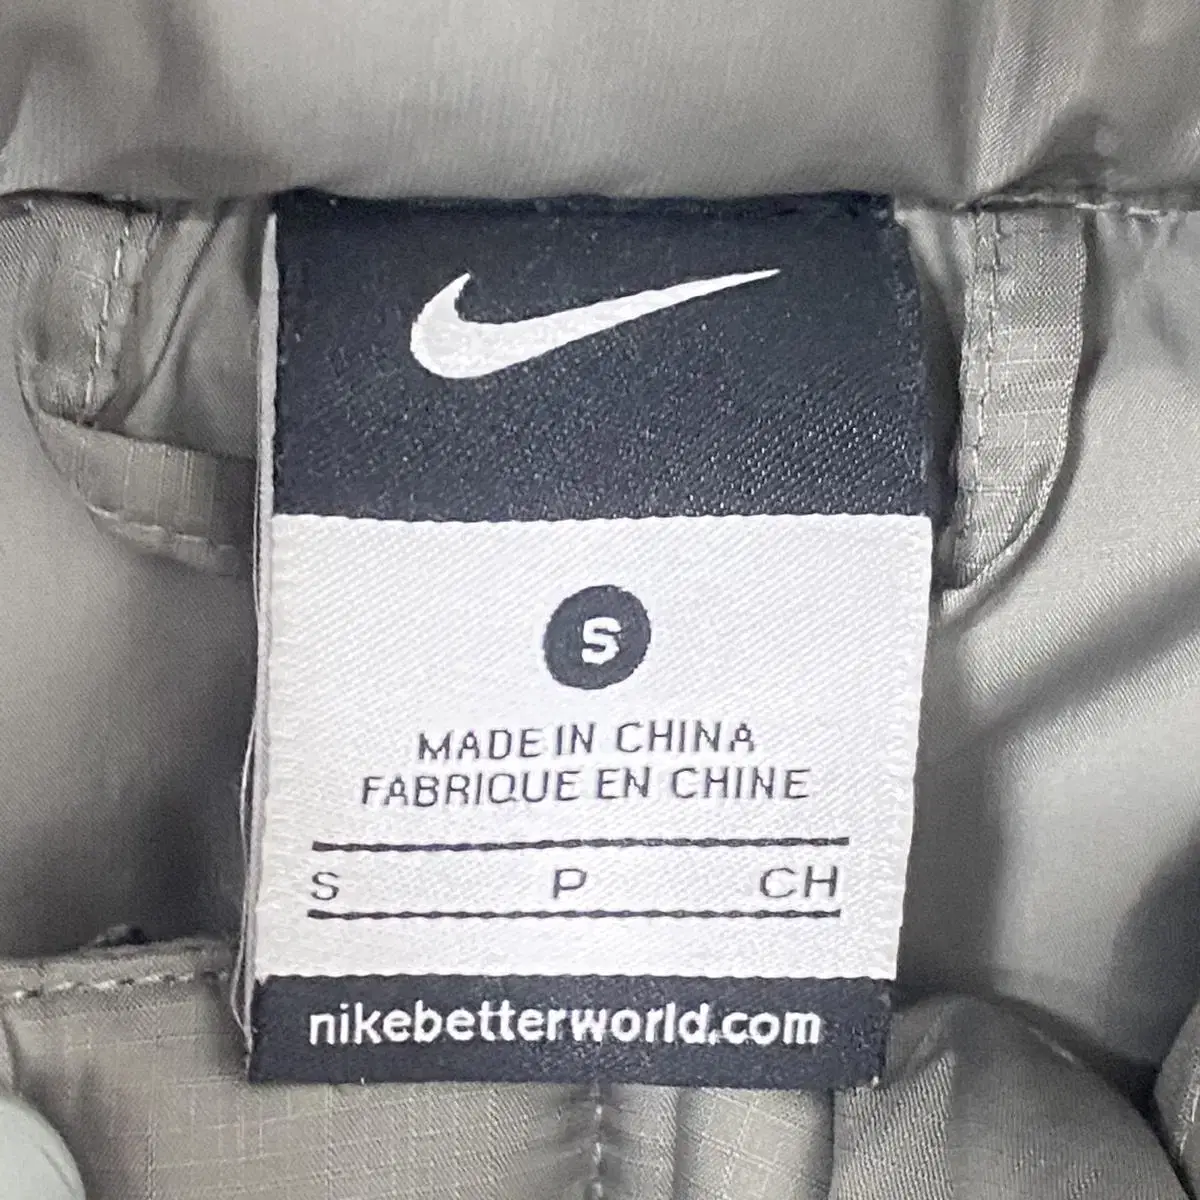 S
MADE IN CHINA
FABRIQUE EN CHINE
S P CH
nikebetterworld.com